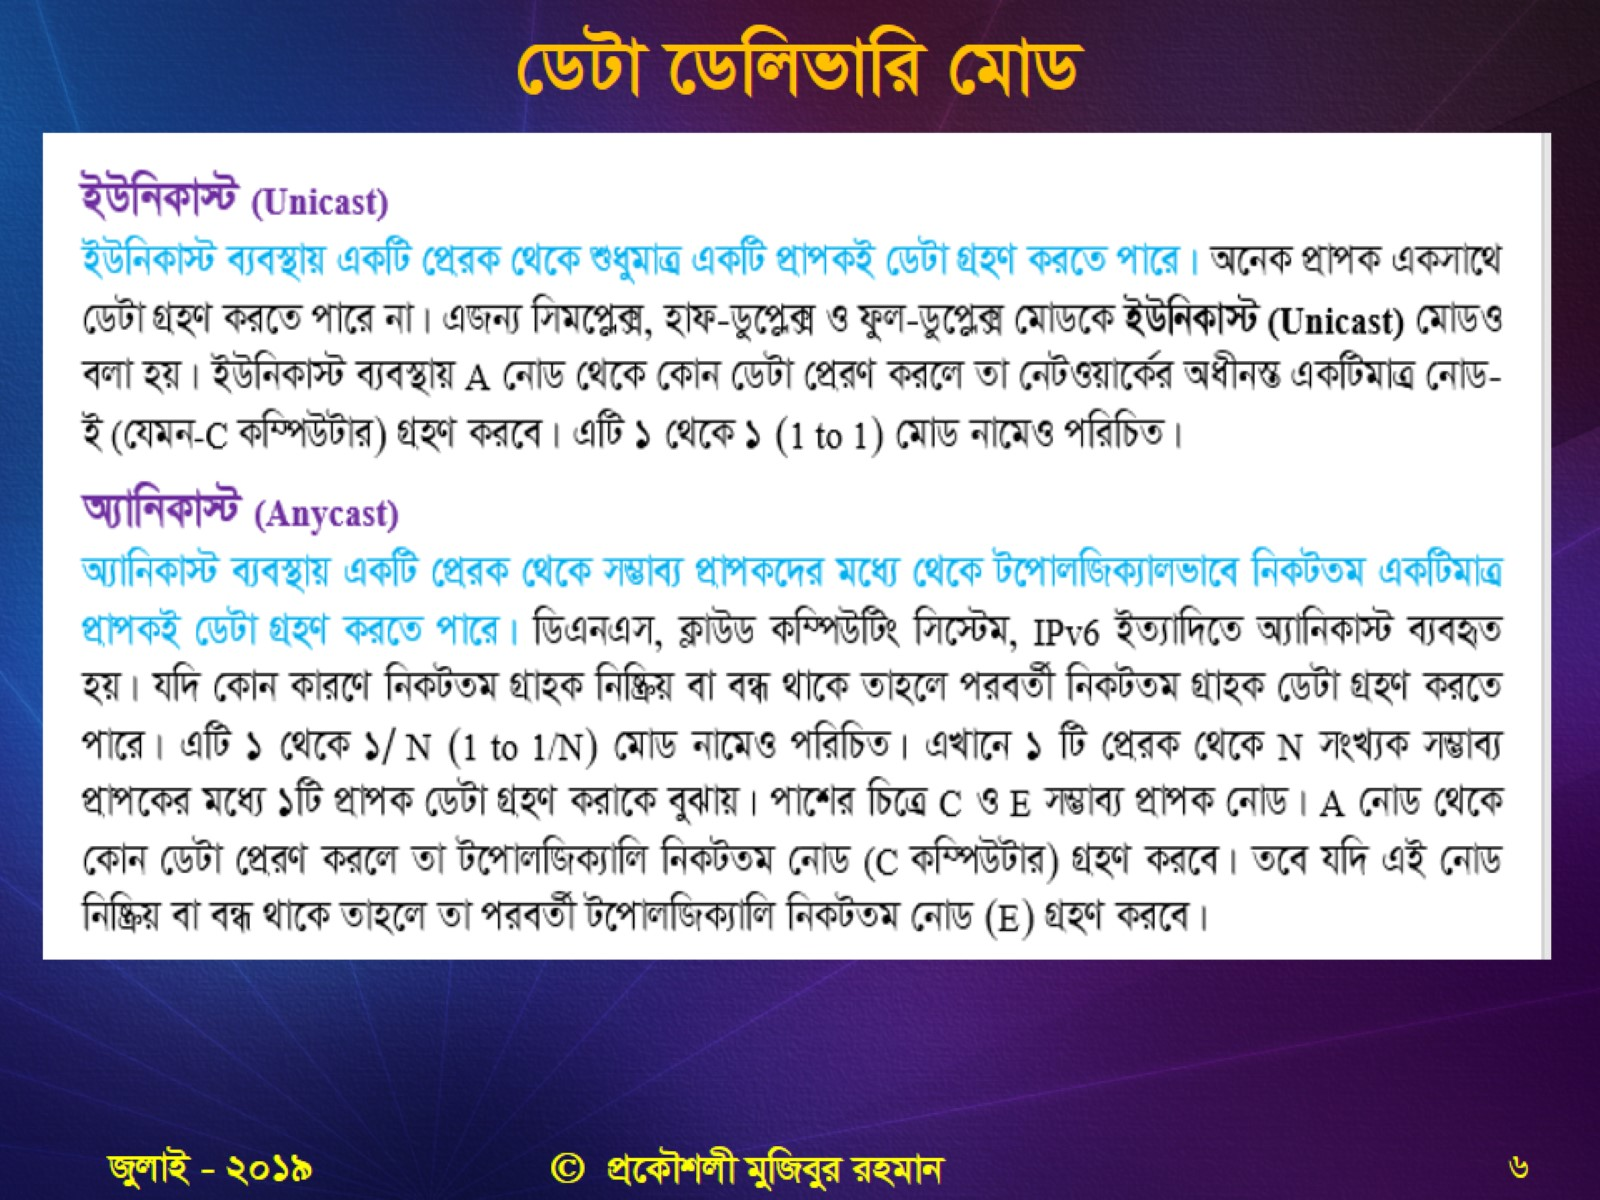 ডেটা ডেলিভারি মোড
ইউনিকাস্ট (Unicast)
ইউনিকাস্ট ব্যবস্থায় একটি প্রেরক থেকে শুধুমাত্র একটি প্রাপকই ডেটা গ্রহণ করতে পারে। অনেক প্রাপক একসাথে
ডেটা গ্রহণ করতে পারে না। এজন্য সিমপ্লেক্স, হাফ-ডুপ্লেক্স ও ফুল-ডুপ্লেক্স মোডকে ইউনিকাস্ট (Unicast) মোডও
বলা হয়। ইউনিকাস্ট ব্যবস্থায় A নোড থেকে কোন ডেটা প্রেরণ করলে তা নেটওয়ার্কের অধীনস্ত একটিমাত্র নোড-
ই (যেমন-C কম্পিউটার) গ্রহণ করবে। এটি ১ থেকে ১ (1 to 1) মোড নামেও পরিচিত।
অ্যানিকাস্ট (Anycast)
অ্যানিকাস্ট ব্যবস্থায় একটি প্রেরক থেকে সম্ভাব্য প্রাপকদের মধ্যে থেকে টপোলজিক্যালভাবে নিকটতম একটিমাত্র
প্রাপকই ডেটা গ্রহণ করতে পারে। ডিএনএস, ক্লাউড কম্পিউটিং সিস্টেম, IPv6 ইত্যাদিতে অ্যানিকাস্ট ব্যবহৃত
হয়। যদি কোন কারণে নিকটতম গ্রাহক নিষ্ক্রিয় বা বন্ধ থাকে তাহলে পরবর্তী নিকটতম গ্রাহক ডেটা গ্রহণ করতে
পারে। এটি ১ থেকে ১/ N (1 to 1/N) মোড নামেও পরিচিত। এখানে ১ টি প্রেরক থেকে N সংখ্যক সম্ভাব্য
প্রাপকের মধ্যে ১টি প্রাপক ডেটা গ্রহণ করাকে বুঝায়। পাশের চিত্রে C ও E সম্ভাব্য প্রাপক নোড। A নোড থেকে
কোন ডেটা প্রেরণ করলে তা টপোলজিক্যালি নিকটতম নোড (C কম্পিউটার) গ্রহণ করবে। তবে যদি এই নোড
নিষ্ক্রিয় বা বন্ধ থাকে তাহলে তা পরবর্তী টপোলজিক্যালি নিকটতম নোড (E) গ্রহণ করবে।
জুলাই - ২০১৯
© প্রকৌশলী মুজিবুর রহমান
৬